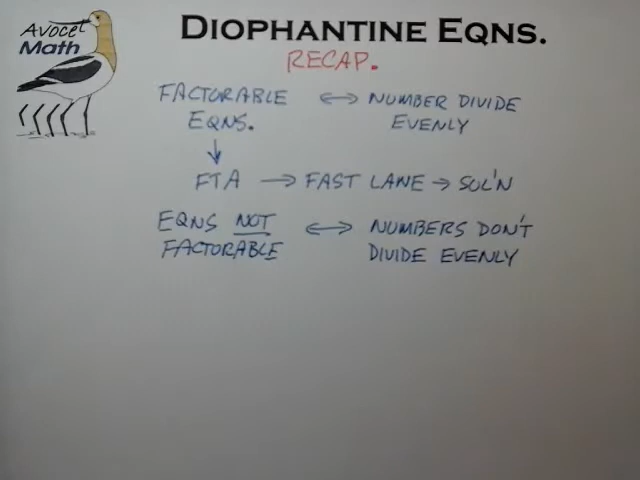 Avocet
Math
DIOPHANTINE EQNS.
RECAP.
FACTORABLE ↔ NUMBER DIVIDE
EQNS. EVENLY
↓
FTA → FAST LANE → SOL'N
EQNS NOT ↔ NUMBERS DON'T
FACTORABLE DIVIDE EVENLY